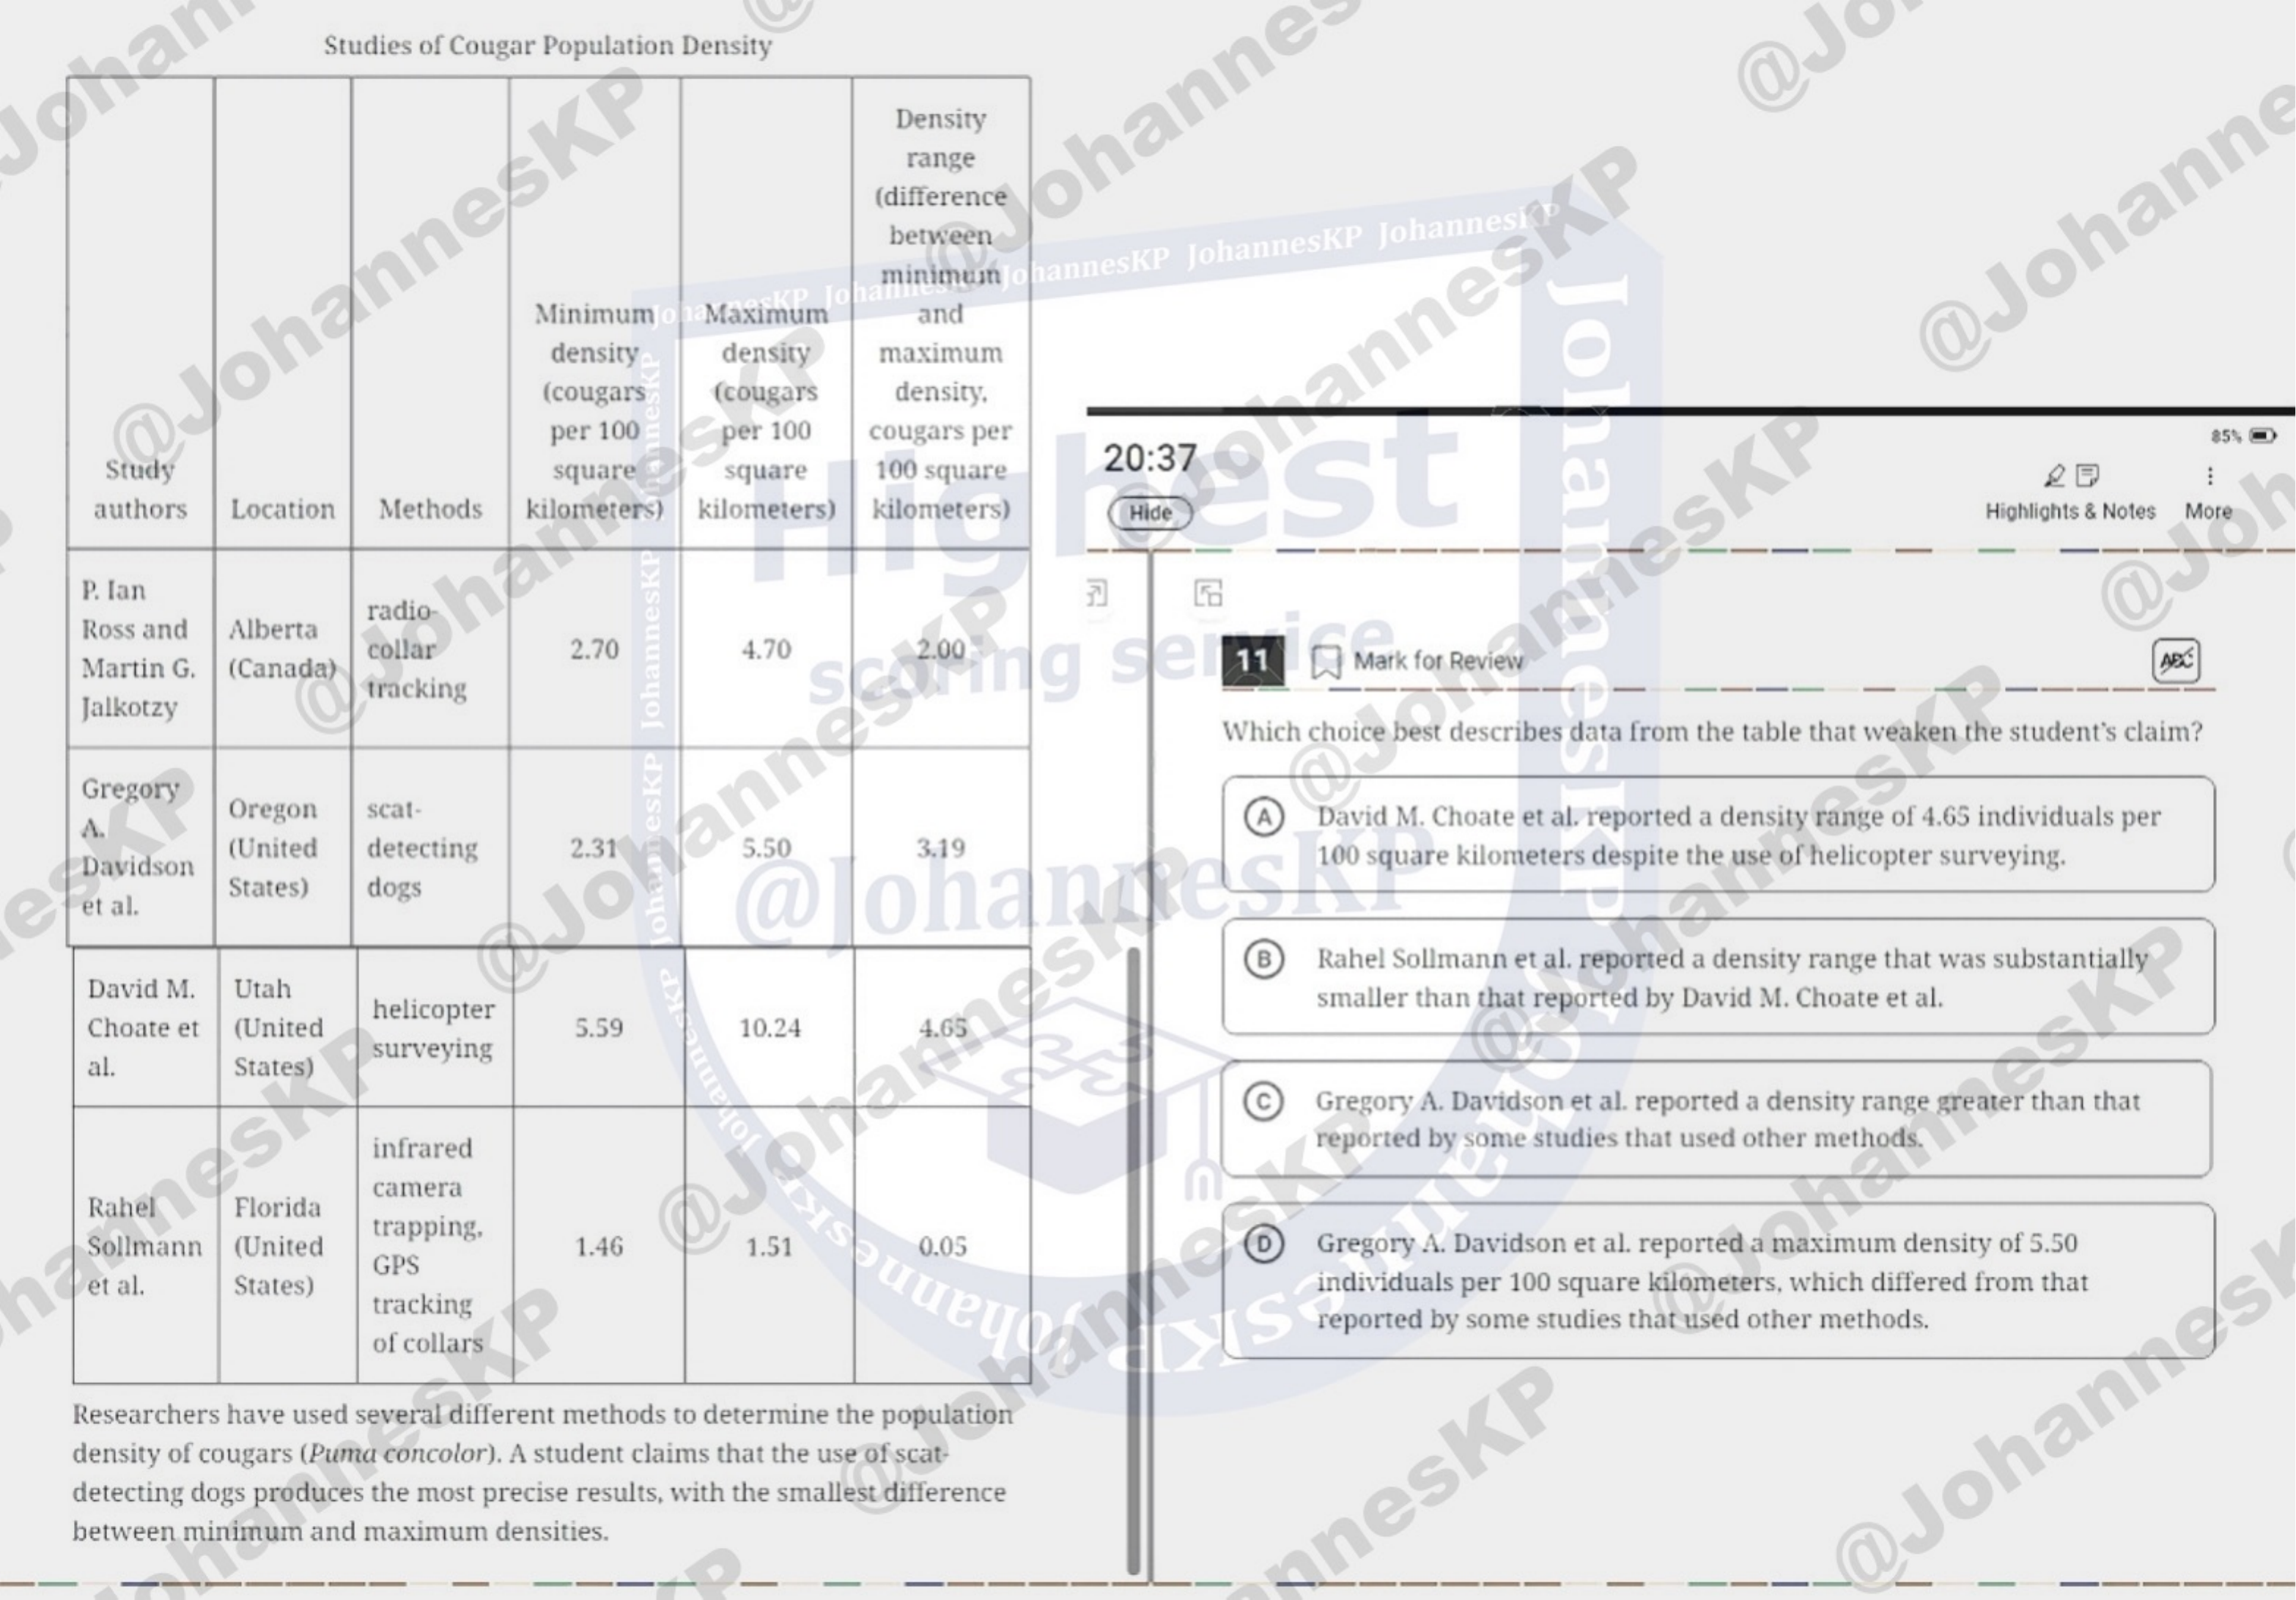 Studies of Cougar Population Density
Study
authors
Location
Methods
Minimum
density
(cougars
per 100
square
kilometers)
Maximum
density
(cougars
per 100
square
kilometers)
Density
range
(difference
between
minimum
and
maximum
density,
cougars per
100 square
kilometers)
P. Ian
Ross and
Martin G.
Jalkotzy
Alberta
(Canada)
radio-
collar
tracking
2.70
4.70
2.00
Gregory
A.
Davidson
et al.
Oregon
(United
States)
scat-
detecting
dogs
2.31
5.50
3.19
David M.
Choate et
al.
Utah
(United
States)
helicopter
surveying
5.59
10.24
4.65
Rahel
Sollmann
et al.
Florida
(United
States)
infrared
camera
trapping,
GPS
tracking
of collars
1.46
1.51
0.05
Researchers have used several different methods to determine the population
density of cougars (Puma concolor). A student claims that the use of scat-
detecting dogs produces the most precise results, with the smallest difference
between minimum and maximum densities.
20:37
Hide
85%
Highlights & Notes
More
11
Mark for Review
ABC
Which choice best describes data from the table that weaken the student's claim?
A David M. Choate et al. reported a density range of 4.65 individuals per
100 square kilometers despite the use of helicopter surveying.
B Rahel Sollmann et al. reported a density range that was substantially
smaller than that reported by David M. Choate et al.
C Gregory A. Davidson et al. reported a density range greater than that
reported by some studies that used other methods.
D Gregory A. Davidson et al. reported a maximum density of 5.50
individuals per 100 square kilometers, which differed from that
reported by some studies that used other methods.
Highest
scoring service
@JohannesKP
JohannesKP JohannesKP JohannesKP JohannesKP JohannesKP
@JohannesKP